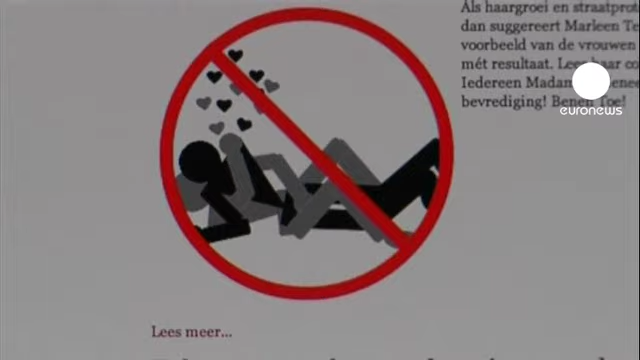 Als haargroei en straatprot
dan suggereert Marleen Te
voorbeeld van de vrouwen
mét resultaat. Lees haar co
Iedereen Madam
bevrediging! Benen Toe!
euronews
Lees meer...